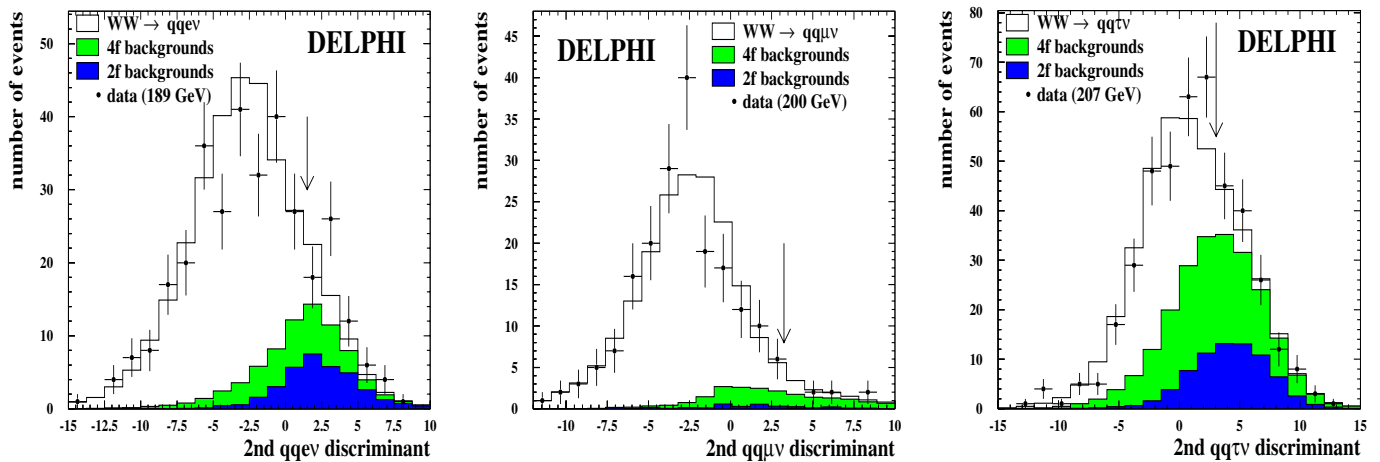 number of events
50
40
30
20
10
0
WW → qqeν
4f backgrounds
2f backgrounds
data (189 GeV)
DELPHI
-15 -12.5 -10 -7.5 -5 -2.5 0 2.5 5 7.5 10
2nd qqeν discriminant
number of events
45
40
35
30
25
20
15
10
5
0
DELPHI
WW → qqμν
4f backgrounds
2f backgrounds
data (200 GeV)
-10 -7.5 -5 -2.5 0 2.5 5 7.5 10
2nd qqμν discriminant
number of events
80
70
60
50
40
30
20
10
0
WW → qqτν
4f backgrounds
2f backgrounds
data (207 GeV)
DELPHI
-15 -10 -5 0 5 10 15
2nd qqτν discriminant